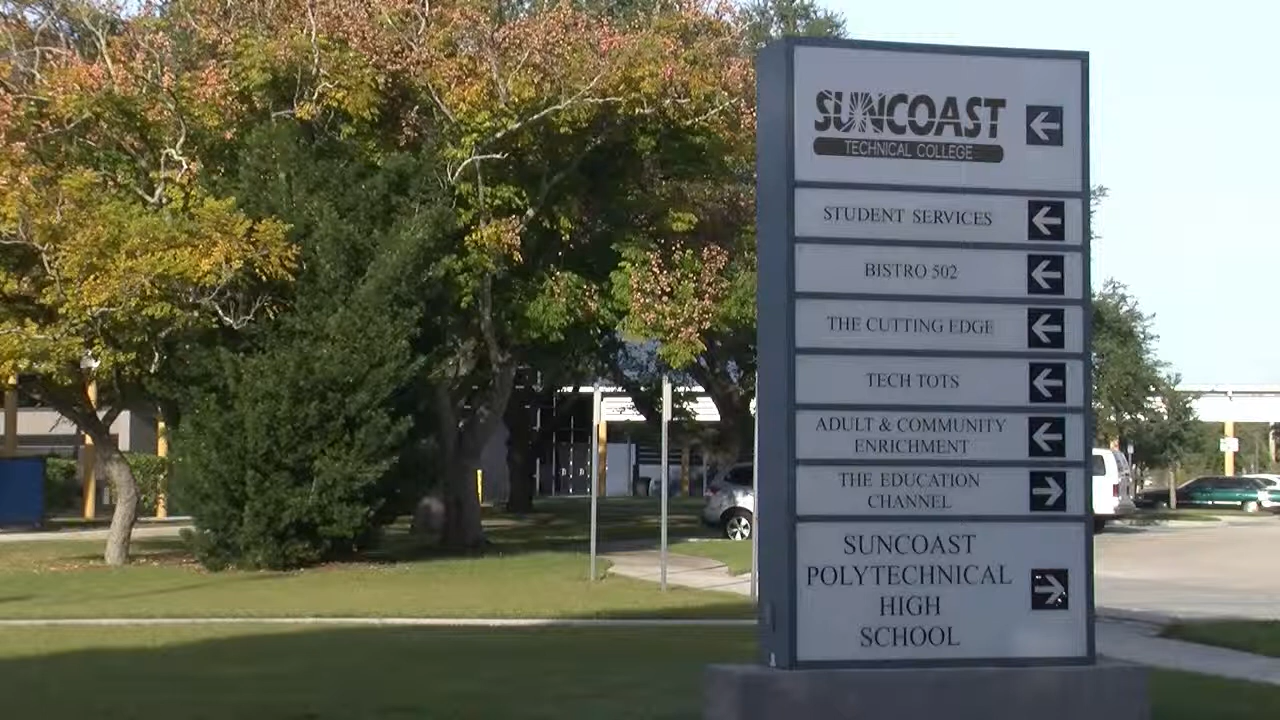 SUNCOAST
TECHNICAL COLLEGE
STUDENT SERVICES
BISTRO 502
THE CUTTING EDGE
TECH TOTS
ADULT & COMMUNITY
ENRICHMENT
THE EDUCATION
CHANNEL
SUNCOAST
POLYTECHNICAL
HIGH
SCHOOL